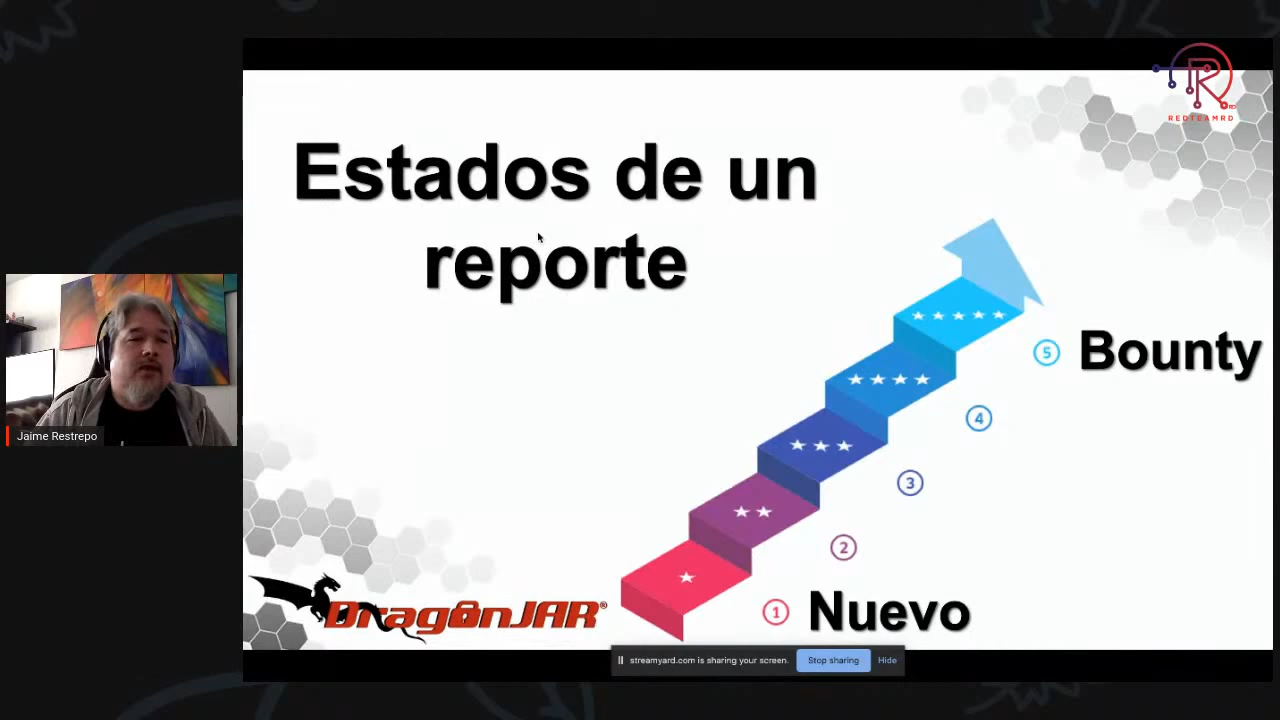 REDTEAMRD
Estados de un
reporte
5 Bounty
4
3
2
1 Nuevo
Jaime Restrepo
DragonJAR®
streamyard.com is sharing your screen. Stop sharing Hide